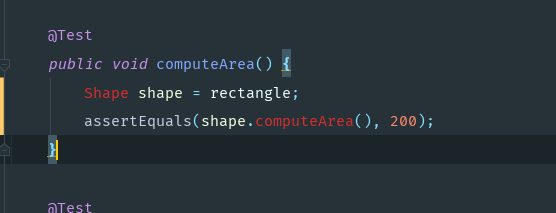 @Test
public void computeArea() {
Shape shape = rectangle;
assertEquals(shape.computeArea(), 200);
}
@Test